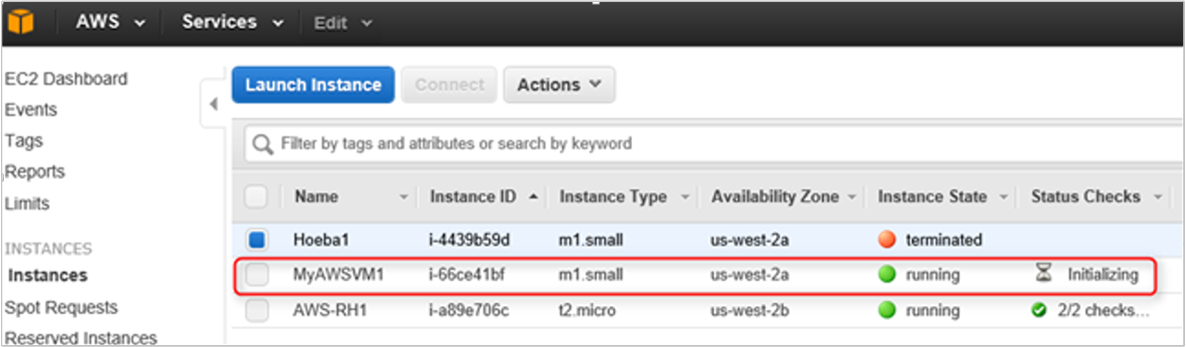 AWS Services Edit
EC2 Dashboard
Events
Tags
Reports
Limits
INSTANCES
Instances
Spot Requests
Reserved Instances
Launch Instance Connect Actions
Filter by tags and attributes or search by keyword
Name Instance ID Instance Type Availability Zone Instance State Status Checks
Hoeba1 i-4439b59d m1.small us-west-2a terminated
MyAWSVM1 i-66ce41bf m1.small us-west-2a running Initializing
AWS-RH1 i-a89e706c t2.micro us-west-2b running 2/2 checks...